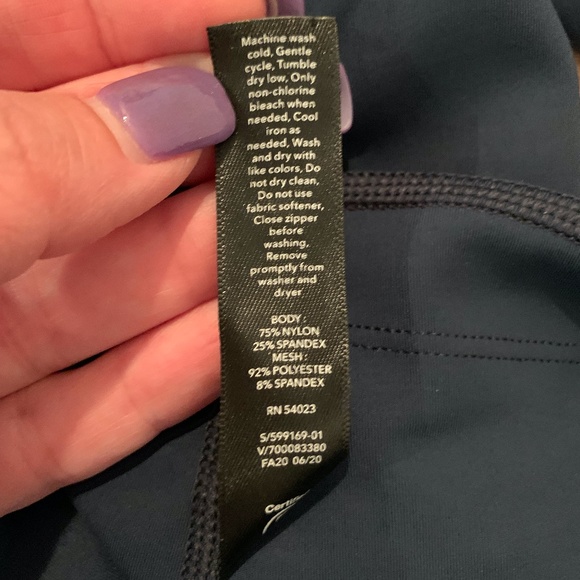 Machine wash
cold, Gentle
cycle, Tumble
dry low, Only
non-chlorine
bleach when
needed, Cool
iron as
needed, Wash
and dry with
like colors, Do
not dry clean,
Do not use
fabric softener,
Close zipper
before
washing,
Remove
promptly from
washer and
dryer
BODY :
75% NYLON
25% SPANDEX
MESH :
92% POLYESTER
8% SPANDEX
RN 54023
S/599169-01
V/700083380
FA20 06/20